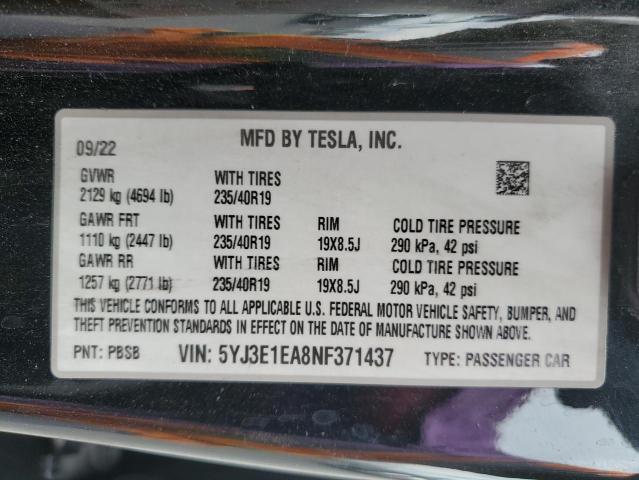 MFD BY TESLA, INC.
09/22
GVWR WITH TIRES
2129 kg (4694 lb) 235/40R19
GAWR FRT WITH TIRES RIM COLD TIRE PRESSURE
1110 kg (2447 lb) 235/40R19 19X8.5J 290 kPa, 42 psi
GAWR RR WITH TIRES RIM COLD TIRE PRESSURE
1257 kg (2771 lb) 235/40R19 19X8.5J 290 kPa, 42 psi
THIS VEHICLE CONFORMS TO ALL APPLICABLE U.S. FEDERAL MOTOR VEHICLE SAFETY, BUMPER, AND
THEFT PREVENTION STANDARDS IN EFFECT ON THE DATE OF MANUFACTURE SHOWN ABOVE.
PNT: PBSB VIN: 5YJ3E1EA8NF371437 TYPE: PASSENGER CAR